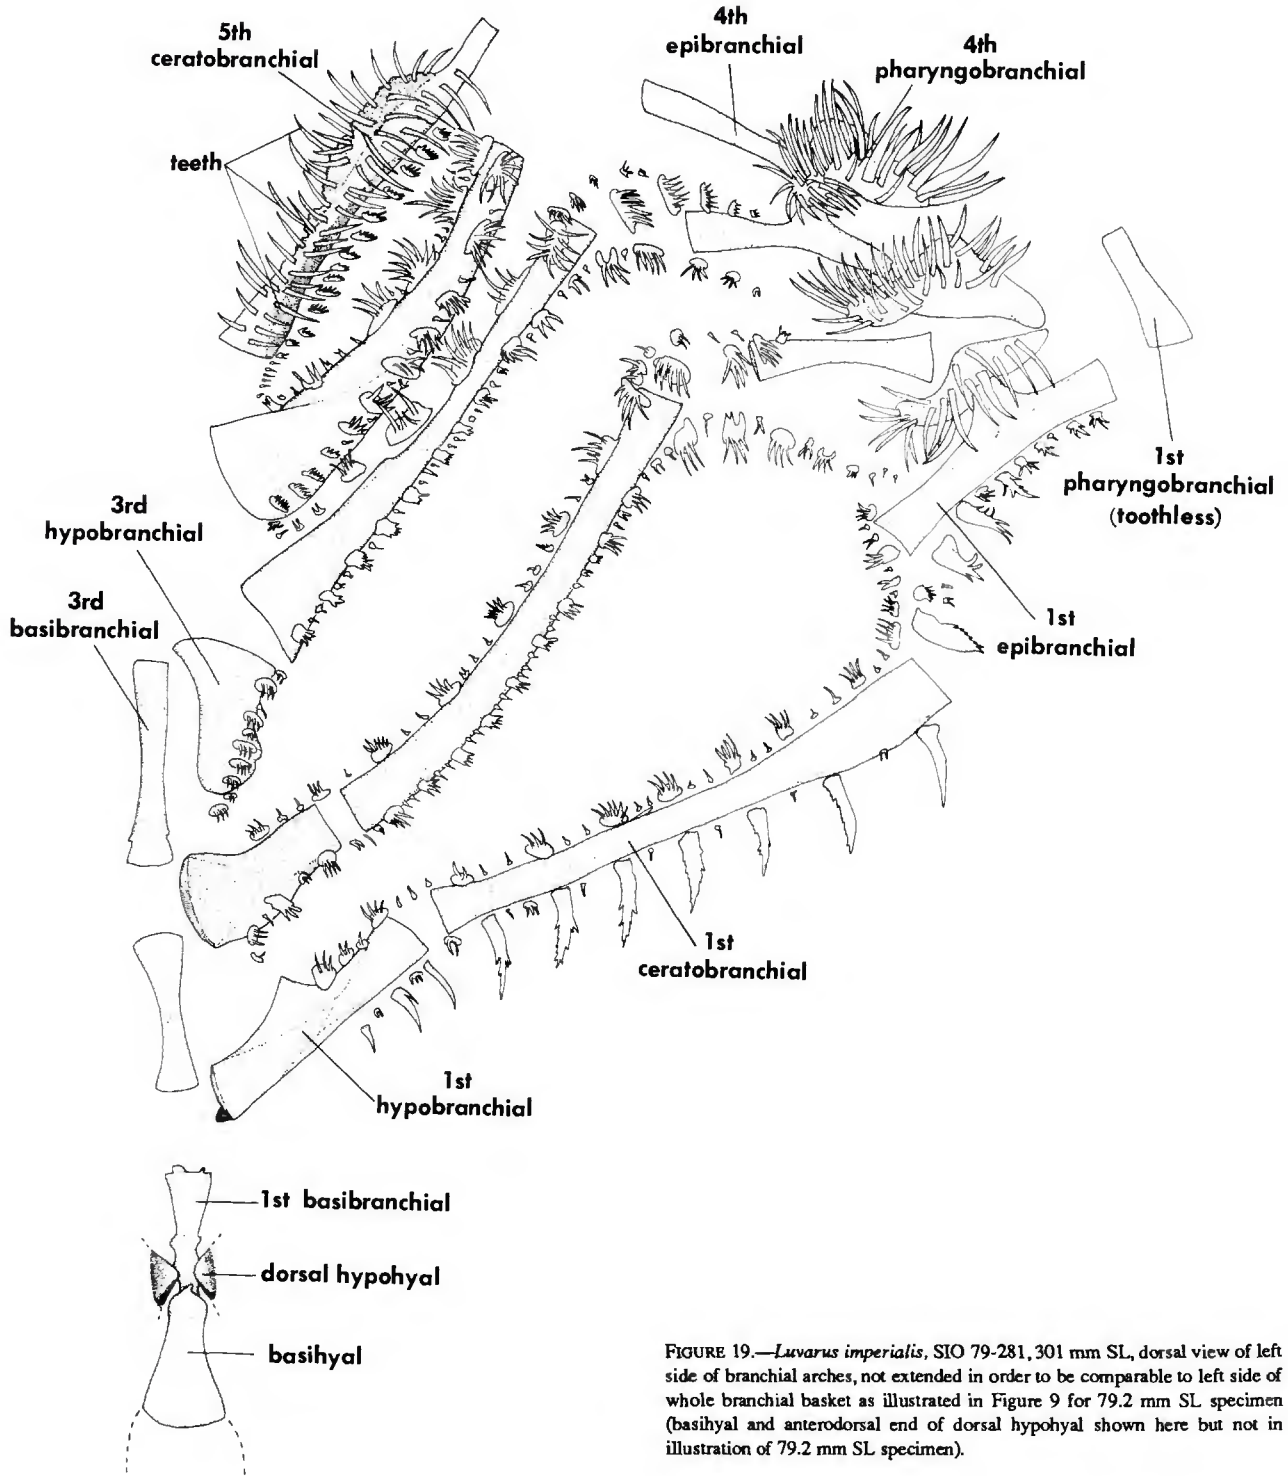 5th
ceratobranchial
4th
epibranchial
4th
pharyngobranchial
teeth
1st
pharyngobranchial
(toothless)
3rd
hypobranchial
3rd
basibranchial
1st
epibranchial
1st
ceratobranchial
1st
hypobranchial
1st basibranchial
dorsal hypohyal
basihyal
FIGURE 19.—Luvarus imperialis, SIO 79-281, 301 mm SL, dorsal view of left
side of branchial arches, not extended in order to be comparable to left side of
whole branchial basket as illustrated in Figure 9 for 79.2 mm SL specimen
(basihyal and anterodorsal end of dorsal hypohyal shown here but not in
illustration of 79.2 mm SL specimen).